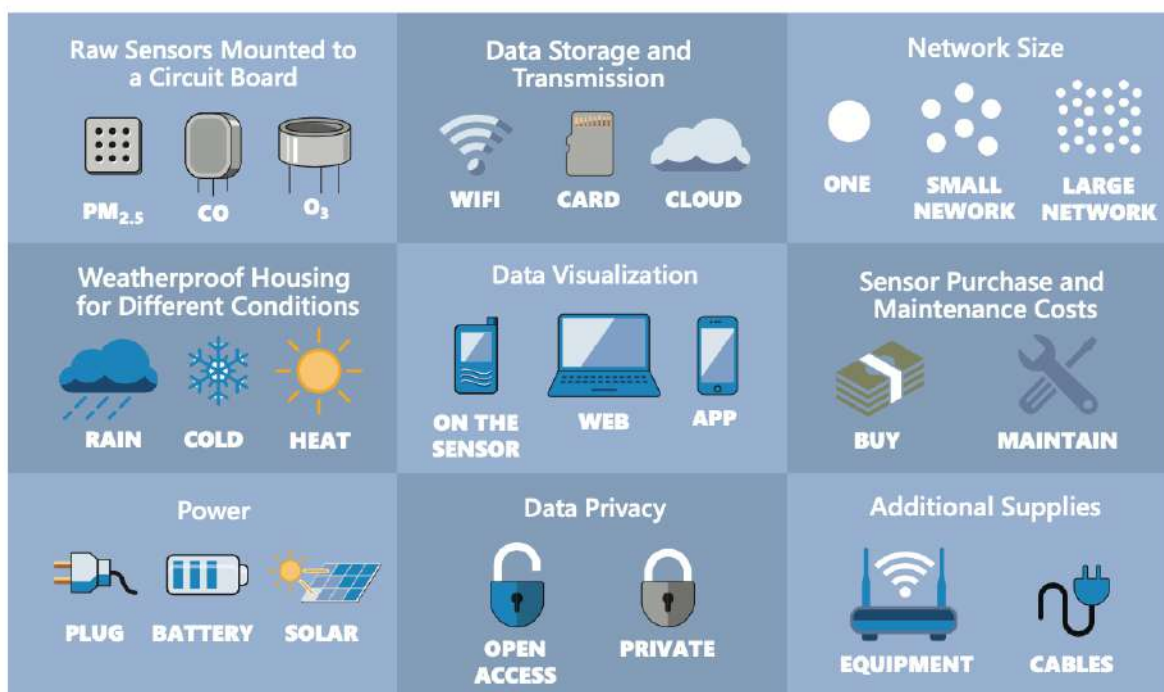 Raw Sensors Mounted to
a Circuit Board
PM2.5
CO
O3
Data Storage and
Transmission
WIFI
CARD
CLOUD
Network Size
ONE
SMALL
NEWORK
LARGE
NETWORK
Weatherproof Housing
for Different Conditions
RAIN
COLD
HEAT
Data Visualization
ON THE
SENSOR
WEB
APP
Sensor Purchase and
Maintenance Costs
BUY
MAINTAIN
Power
PLUG
BATTERY
SOLAR
Data Privacy
OPEN
ACCESS
PRIVATE
Additional Supplies
EQUIPMENT
CABLES